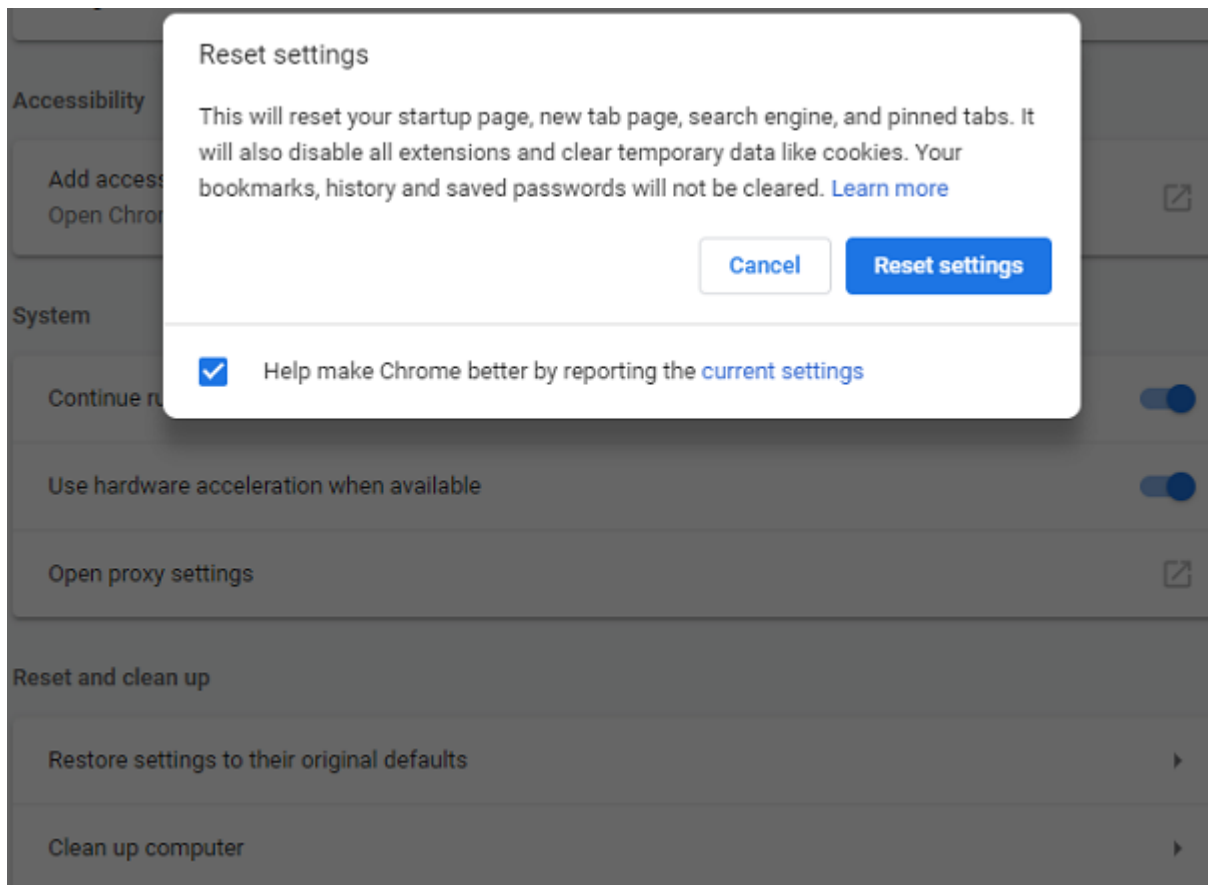 Reset settings
This will reset your startup page, new tab page, search engine, and pinned tabs. It
will also disable all extensions and clear temporary data like cookies. Your
bookmarks, history and saved passwords will not be cleared. Learn more
Cancel Reset settings
Help make Chrome better by reporting the current settings
Accessibility
Add access
Open Chro
System
Continue ru
Use hardware acceleration when available
Open proxy settings
Reset and clean up
Restore settings to their original defaults
Clean up computer